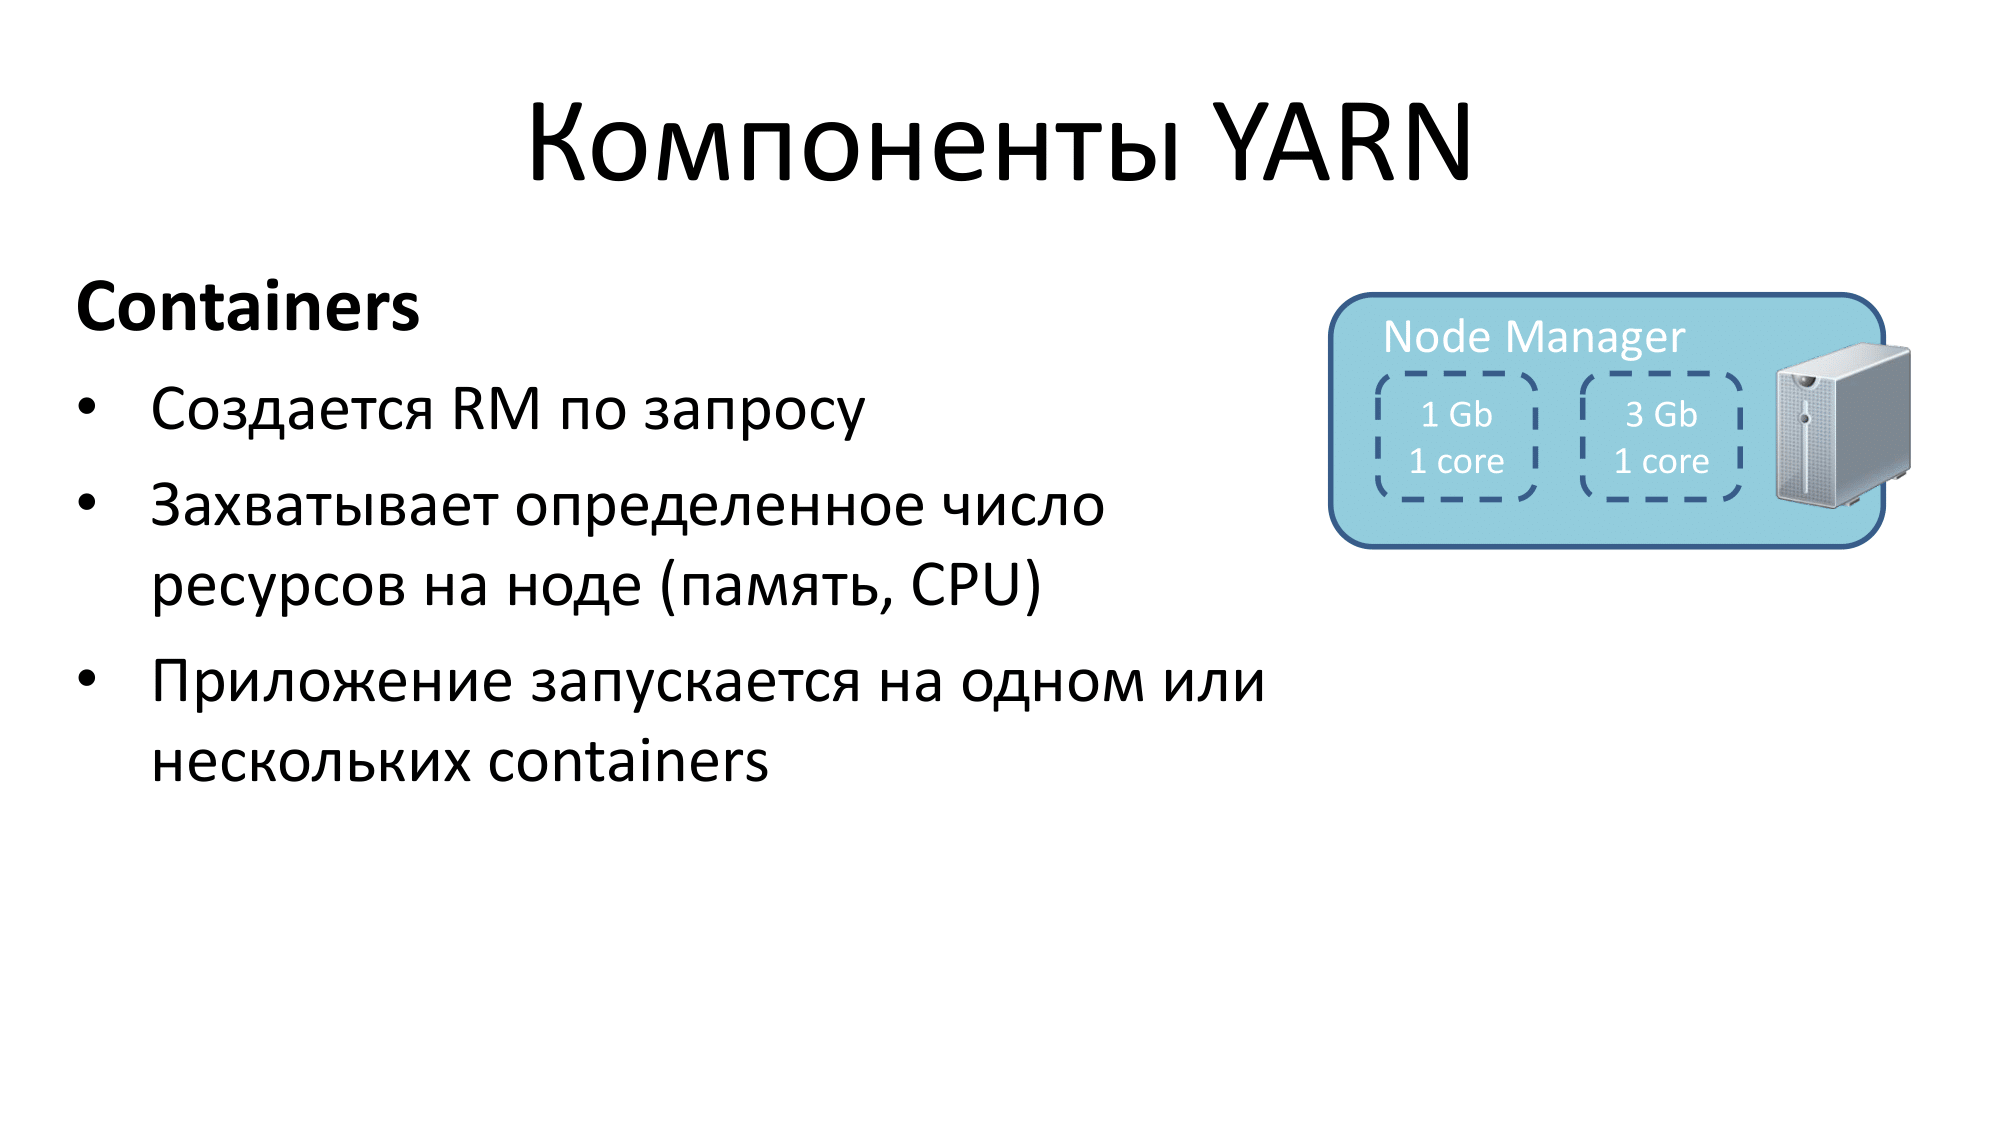 Компоненты YARN
Containers
• Создается RM по запросу
• Захватывает определенное число
ресурсов на ноде (память, CPU)
• Приложение запускается на одном или
нескольких containers
Node Manager
1 Gb
1 core
3 Gb
1 core